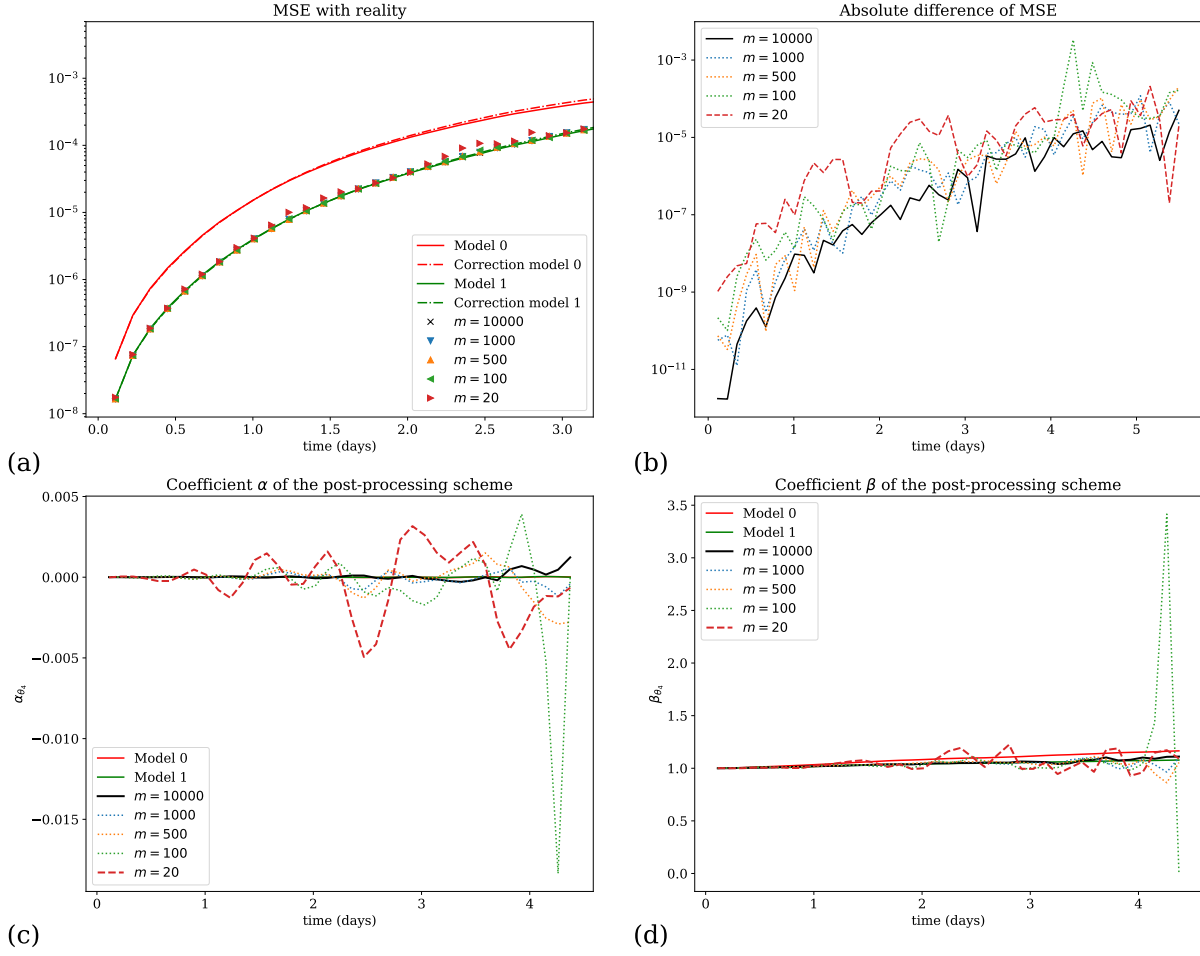 MSE with reality
10⁻³
10⁻⁴
10⁻⁵
10⁻⁶
10⁻⁷
10⁻⁸
Model 0
Correction model 0
Model 1
Correction model 1
m = 10000
m = 1000
m = 500
m = 100
m = 20
0.0 0.5 1.0 1.5 2.0 2.5 3.0
time (days)
(a)
Absolute difference of MSE
m = 10000
m = 1000
m = 500
m = 100
m = 20
10⁻³
10⁻⁵
10⁻⁷
10⁻⁹
10⁻¹¹
0 1 2 3 4 5
time (days)
(b)
Coefficient α of the post-processing scheme
0.005
0.000
−0.005
−0.010
−0.015
α_θ₄
Model 0
Model 1
m = 10000
m = 1000
m = 500
m = 100
m = 20
0 1 2 3 4
time (days)
(c)
Coefficient β of the post-processing scheme
3.5
3.0
2.5
2.0
1.5
1.0
0.5
0.0
β_θ₄
Model 0
Model 1
m = 10000
m = 1000
m = 500
m = 100
m = 20
0 1 2 3 4
time (days)
(d)